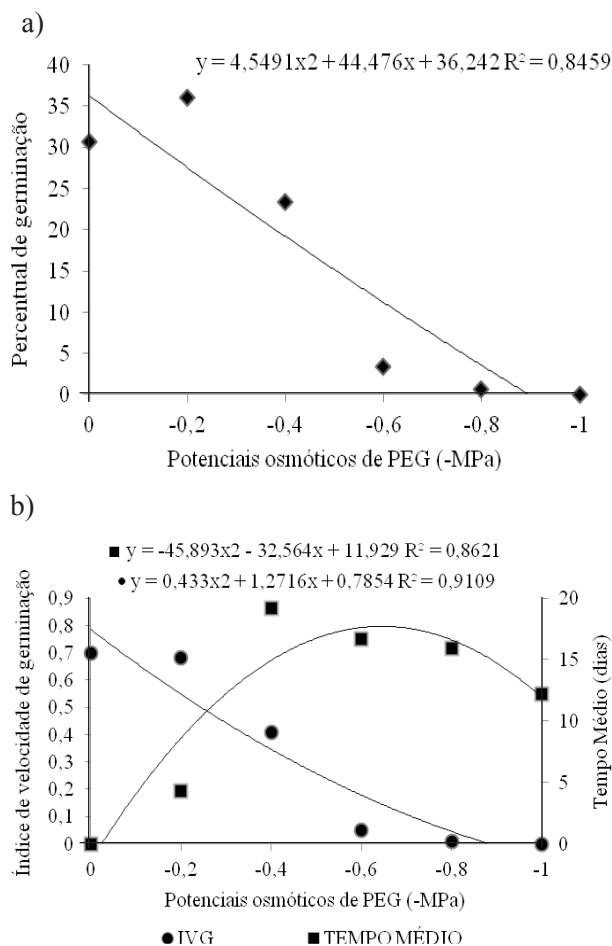 a)
y = 4,5491x2 + 44,476x + 36,242 R² = 0,8459
Percentual de germinação
40
35
30
25
20
15
10
5
0
0 -0,2 -0,4 -0,6 -0,8 -1
Potenciais osmóticos de PEG (-MPa)
b)
y = -45,893x2 - 32,564x + 11,929 R² = 0,8621
y = 0,433x2 + 1,2716x + 0,7854 R² = 0,9109
Índice de velocidade de germinação
0,9
0,8
0,7
0,6
0,5
0,4
0,3
0,2
0,1
0
20
15
10
5
0
Tempo Médio (dias)
0 -0,2 -0,4 -0,6 -0,8 -1
Potenciais osmóticos de PEG (-MPa)
IVG TEMPO MÉDIO